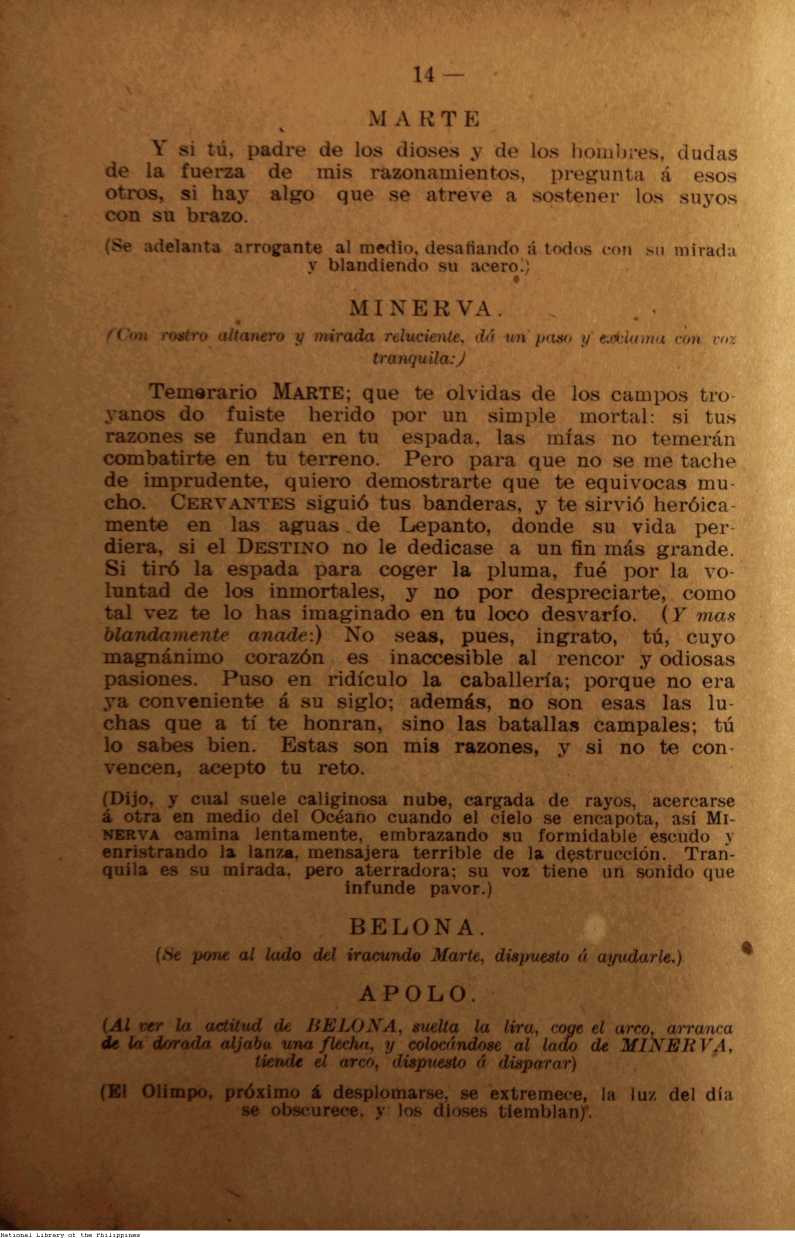 14 —
MARTE
Y si tú, padre de los dioses y de los hombres, dudas
de la fuerza de mis razonamientos, pregunta á esos
otros, si hay algo que se atreve a sostener los suyos
con su brazo.
(Se adelanta arrogante al medio, desafiando á todos con su mirada
y blandiendo su acero.)
MINERVA.
(Con rostro altanero y mirada reluciente, dá un paso y exclama con voz
tranquila:)
Temerario MARTE; que te olvidas de los campos tro-
yanos do fuiste herido por un simple mortal: si tus
razones se fundan en tu espada, las mías no temerán
combatirte en tu terreno. Pero para que no se me tache
de imprudente, quiero demostrarte que te equivocas mu-
cho. CERVANTES siguió tus banderas, y te sirvió heróica-
mente en las aguas de Lepanto, donde su vida per-
diera, si el DESTINO no le dedicase a un fin más grande.
Si tiró la espada para coger la pluma, fué por la vo-
luntad de los inmortales, y no por despreciarte, como
tal vez te lo has imaginado en tu loco desvarío. (Y mas
blandamente anade:) No seas, pues, ingrato, tú, cuyo
magnánimo corazón es inaccesible al rencor y odiosas
pasiones. Puso en ridículo la caballería; porque no era
ya conveniente á su siglo; además, no son esas las lu-
chas que a tí te honran, sino las batallas campales; tú
lo sabes bien. Estas son mis razones, y si no te con-
vencen, acepto tu reto.
(Dijo, y cual suele caliginosa nube, cargada de rayos, acercarse
á otra en medio del Océano cuando el cielo se encapota, así MI-
NERVA camina lentamente, embrazando su formidable escudo y
enristrando la lanza, mensajera terrible de la destrucción. Tran-
quila es su mirada, pero aterradora; su voz tiene un sonido que
infunde pavor.)
BELONA.
(Se pone al lado del iracundo Marte, dispuesto á ayudarle.)
APOLO.
(Al ver la actitud de BELONA, suelta la lira, coge el arco, arranca
de la dorada aljaba una flecha, y colocándose al lado de MINERVA,
tiende el arco, dispuesto á disparar)
(El Olimpo, próximo á desplomarse, se extremece, la luz del día
se obscurece, y los dioses tiemblan).
National Library of the Philippines